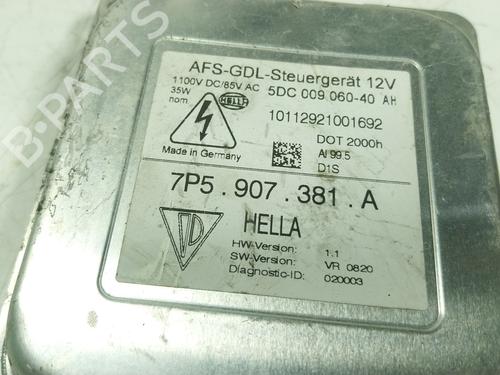 B-PARTS
AFS-GDL-Steuergerät 12V
1100V DC/85V AC 5DC 009 060-40 AH
35W
nom
HELLA
10112921001692
DOT 2000h
Al 99.5
D1S
Made in Germany
7P5.907.381.A
HELLA
HW-Version: 1.1
SW-Version: VR 0820
Diagnostic-ID: 020003